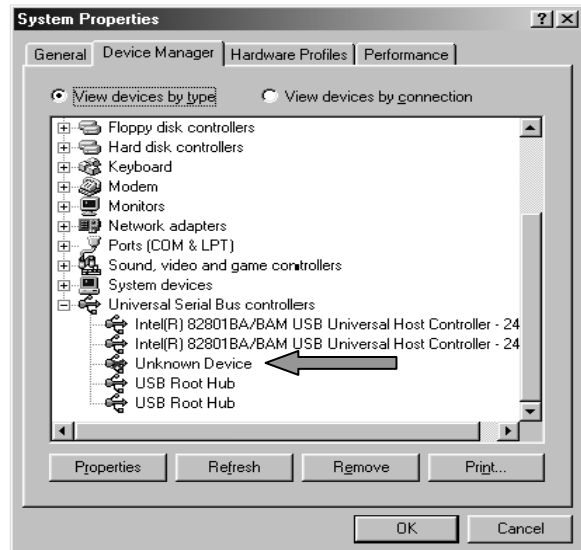 System Properties
General Device Manager Hardware Profiles Performance
View devices by type View devices by connection
Floppy disk controllers
Hard disk controllers
Keyboard
Modem
Monitors
Network adapters
Ports (COM & LPT)
Sound, video and game controllers
System devices
Universal Serial Bus controllers
Intel(R) 82801BA/BAM USB Universal Host Controller - 24
Intel(R) 82801BA/BAM USB Universal Host Controller - 24
Unknown Device
USB Root Hub
USB Root Hub
Properties Refresh Remove Print...
OK Cancel